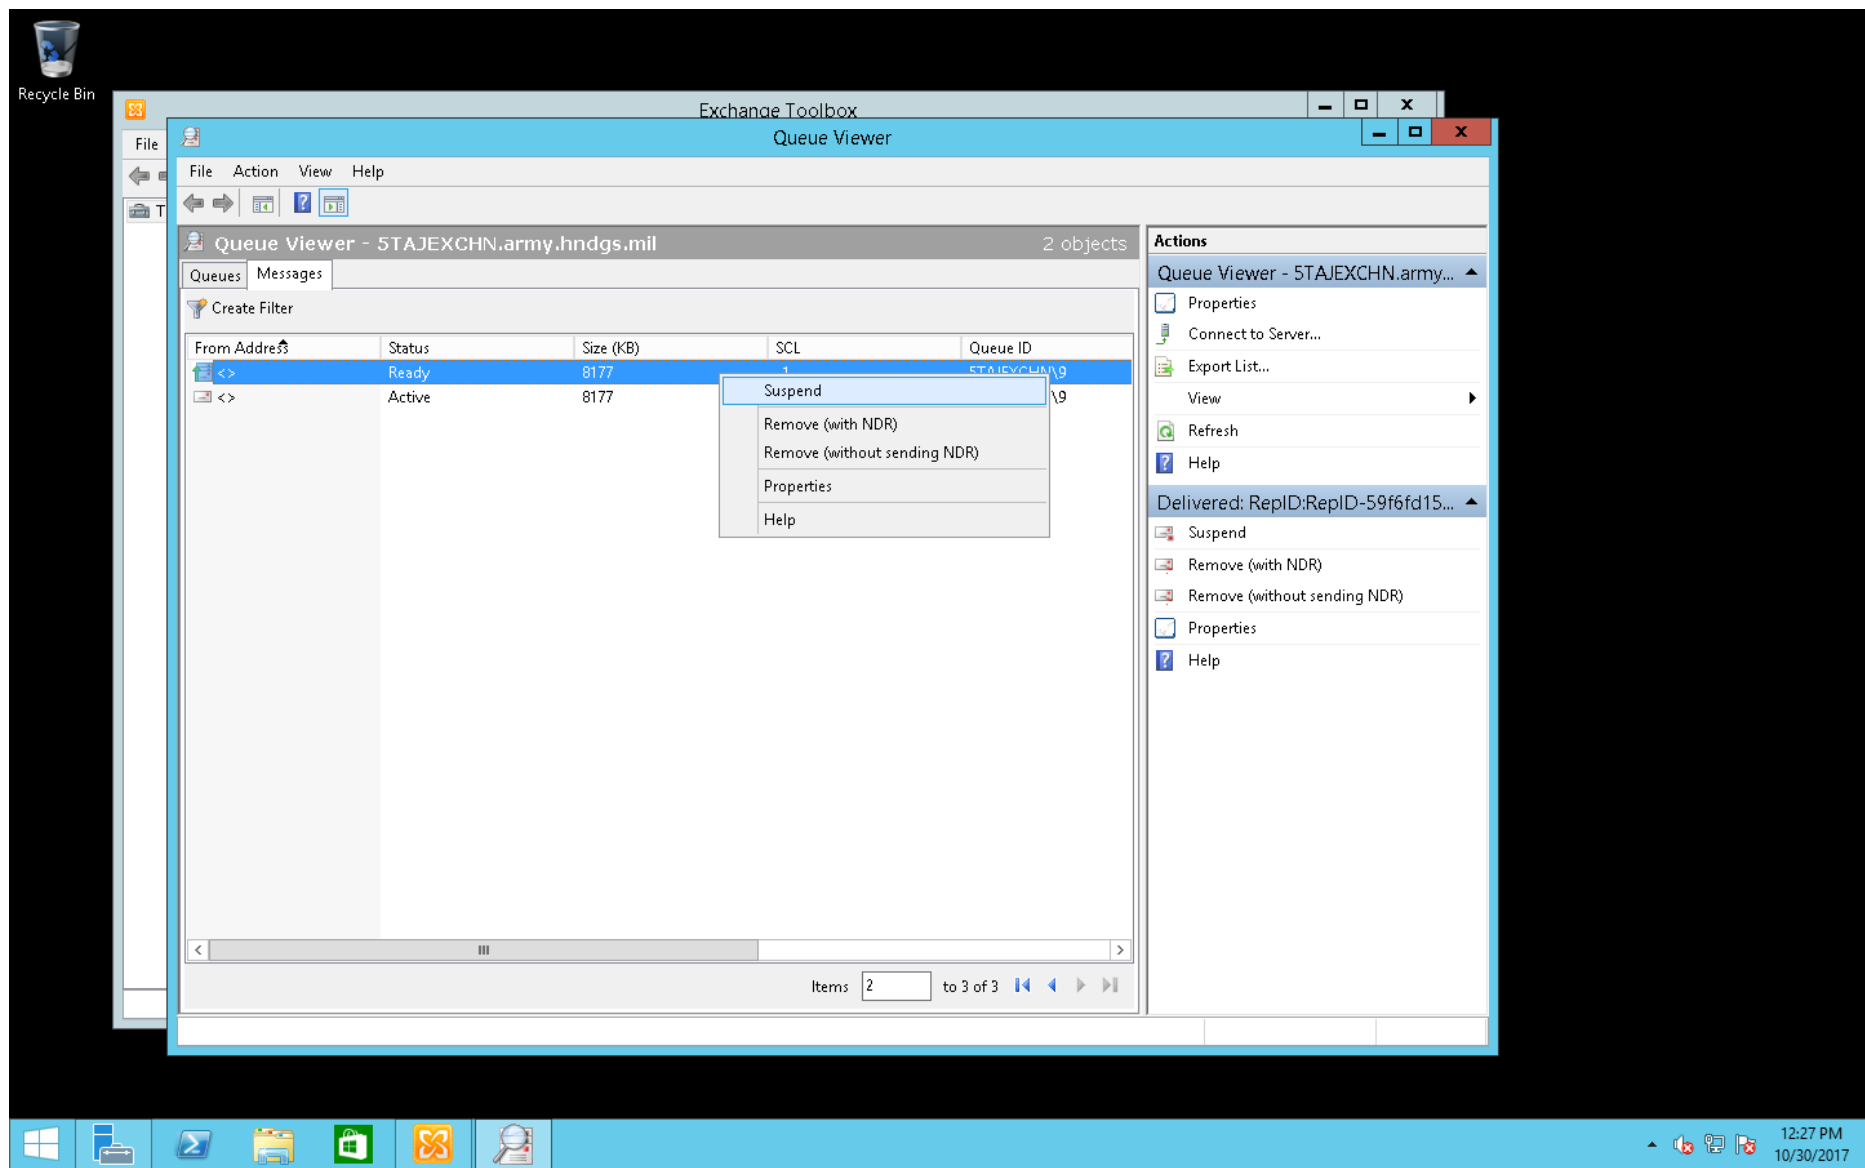 Recycle Bin
Exchange Toolbox
File
Queue Viewer
File Action View Help
T
Queue Viewer - 5TAJEXCHN.army.hndgs.mil 2 objects
Queues Messages
Create Filter
From Address Status Size (KB) SCL Queue ID
<> Ready 8177 1 5TAJEXCHN\9
<> Active 8177 \9
Suspend
Remove (with NDR)
Remove (without sending NDR)
Properties
Help
Items 2 to 3 of 3
Actions
Queue Viewer - 5TAJEXCHN.army...
Properties
Connect to Server...
Export List...
View
Refresh
Help
Delivered: RepID:RepID-59f6fd15...
Suspend
Remove (with NDR)
Remove (without sending NDR)
Properties
Help
12:27 PM
10/30/2017